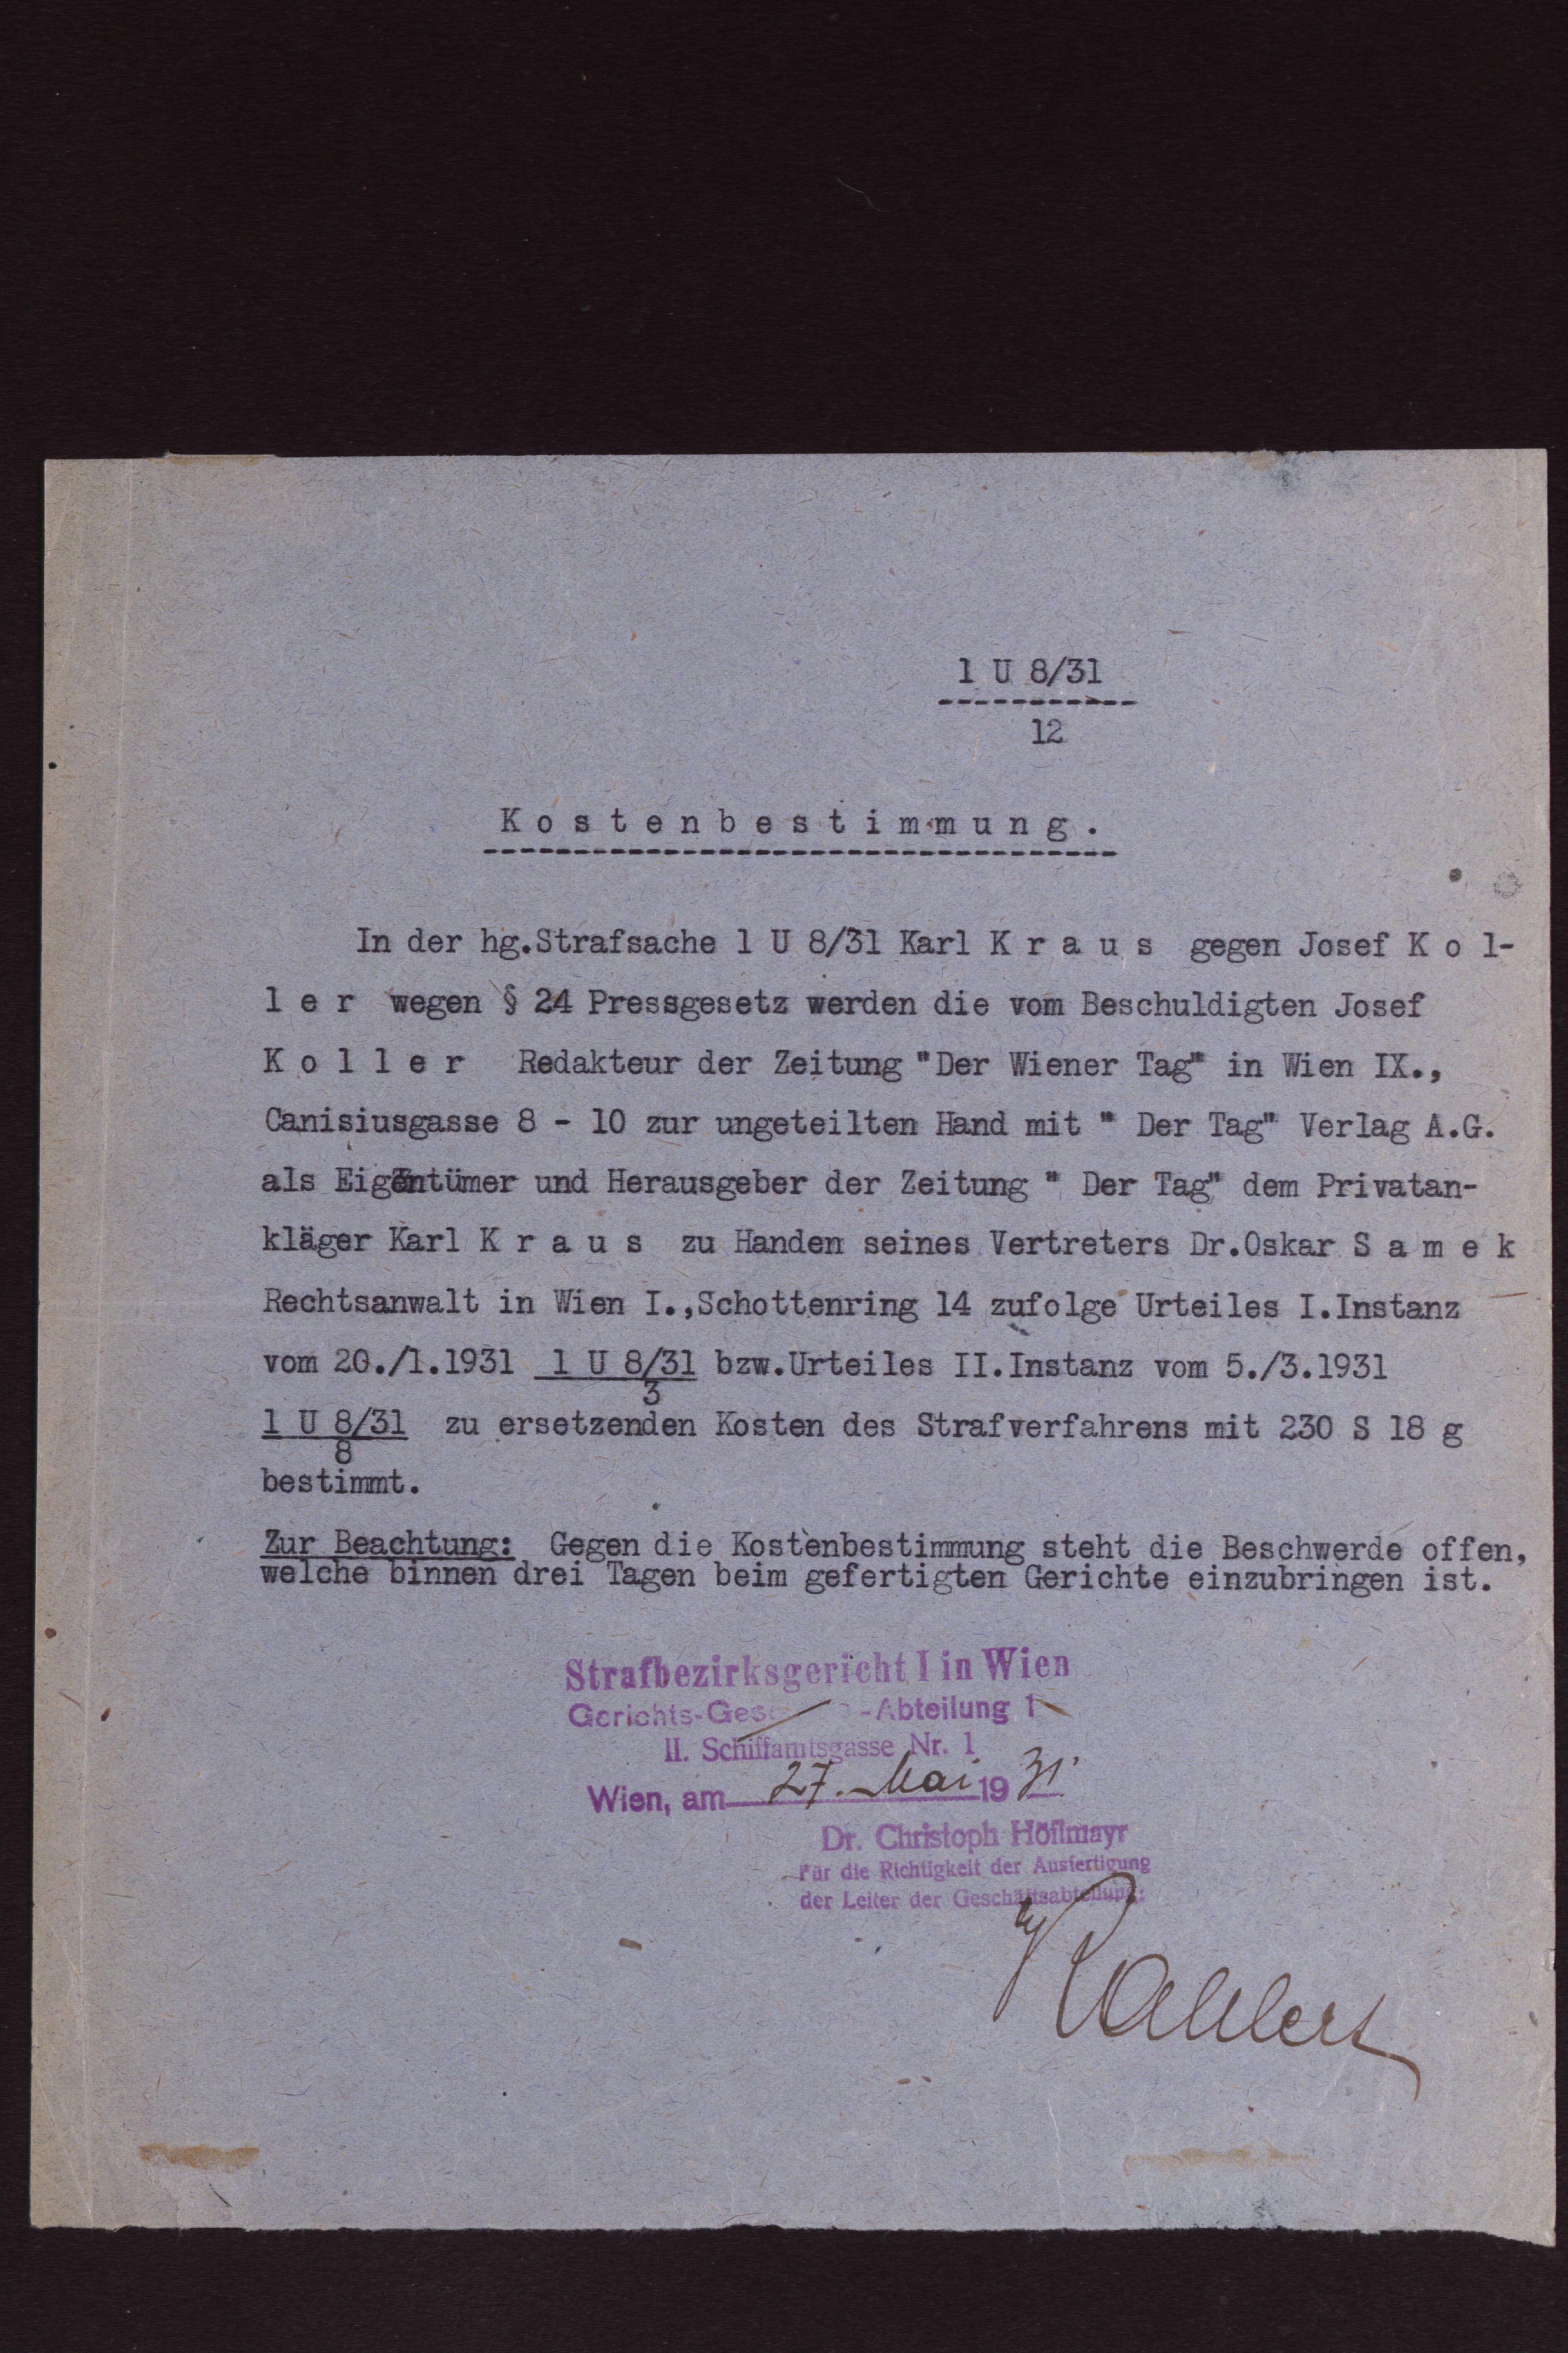 1 U 8/31
12
Kostenbestimmung.
In der hg.Strafsache 1 U 8/31 Karl Kraus gegen Josef Kol-
ler wegen § 24 Pressgesetz werden die vom Beschuldigten Josef
Koller Redakteur der Zeitung "Der Wiener Tag" in Wien IX.,
Canisiusgasse 8 - 10 zur ungeteilten Hand mit " Der Tag" Verlag A.G.
als Eigentümer und Herausgeber der Zeitung " Der Tag" dem Privatan-
kläger Karl Kraus zu Handen seines Vertreters Dr.Oskar Samek
Rechtsanwalt in Wien I.,Schottenring 14 zufolge Urteiles I.Instanz
vom 20./1.1931 1 U 8/31 bzw.Urteiles II.Instanz vom 5./3.1931
3
1 U 8/31 zu ersetzenden Kosten des Strafverfahrens mit 230 S 18 g
8
bestimmt.
Zur Beachtung: Gegen die Kostenbestimmung steht die Beschwerde offen,
welche binnen drei Tagen beim gefertigten Gerichte einzubringen ist.
Strafbezirksgericht I in Wien
-Abteilung 1
II. Schiffamtsgasse Nr. 1
Wien, am 27. Mai 1931
Dr. Christoph Höflmayr
Für die Richtigkeit der Ausfertigung
der Leiter der Geschäftsabteilung: